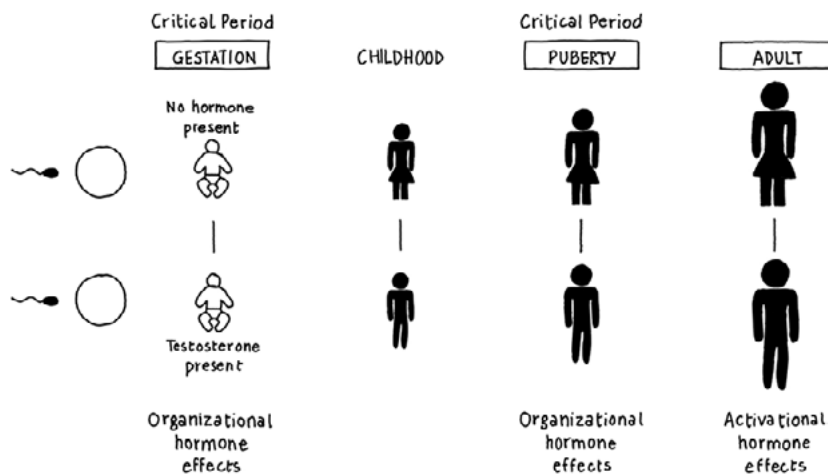 Critical Period
Critical Period
GESTATION
CHILDHOOD
PUBERTY
ADULT
No hormone
present
Testosterone
present
Organizational
hormone
effects
Organizational
hormone
effects
Activational
hormone
effects